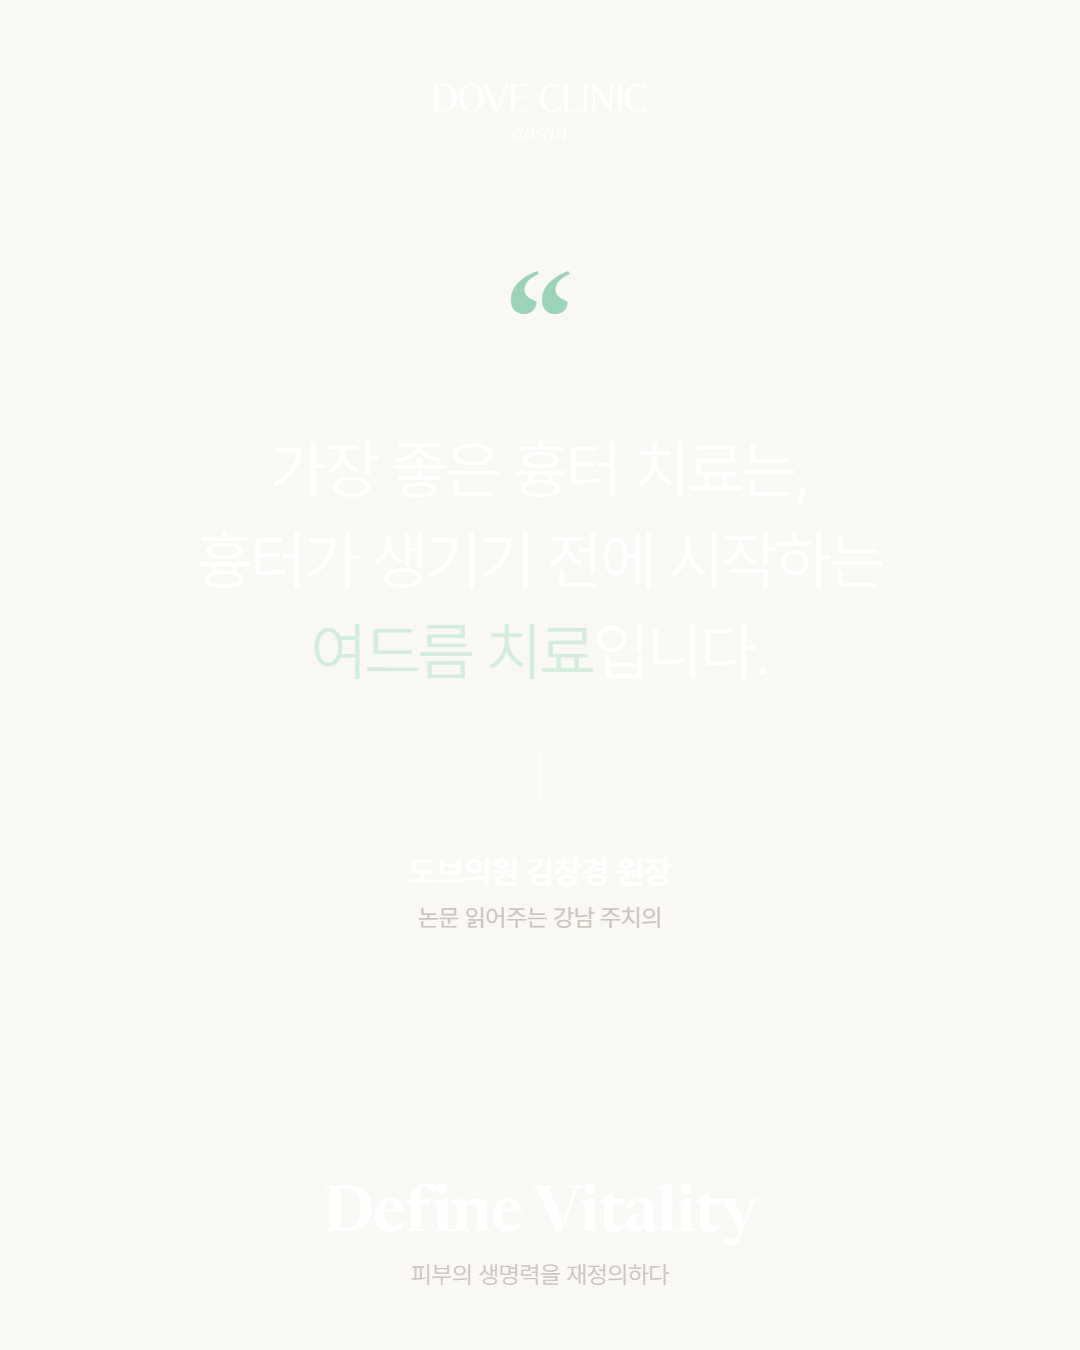 DOVE CLINIC
dosan
“
가장 좋은 흉터 치료는,
흉터가 생기기 전에 시작하는
여드름 치료입니다.
도브의원 김창경 원장
논문 읽어주는 강남 주치의
Define Vitality
피부의 생명력을 재정의하다